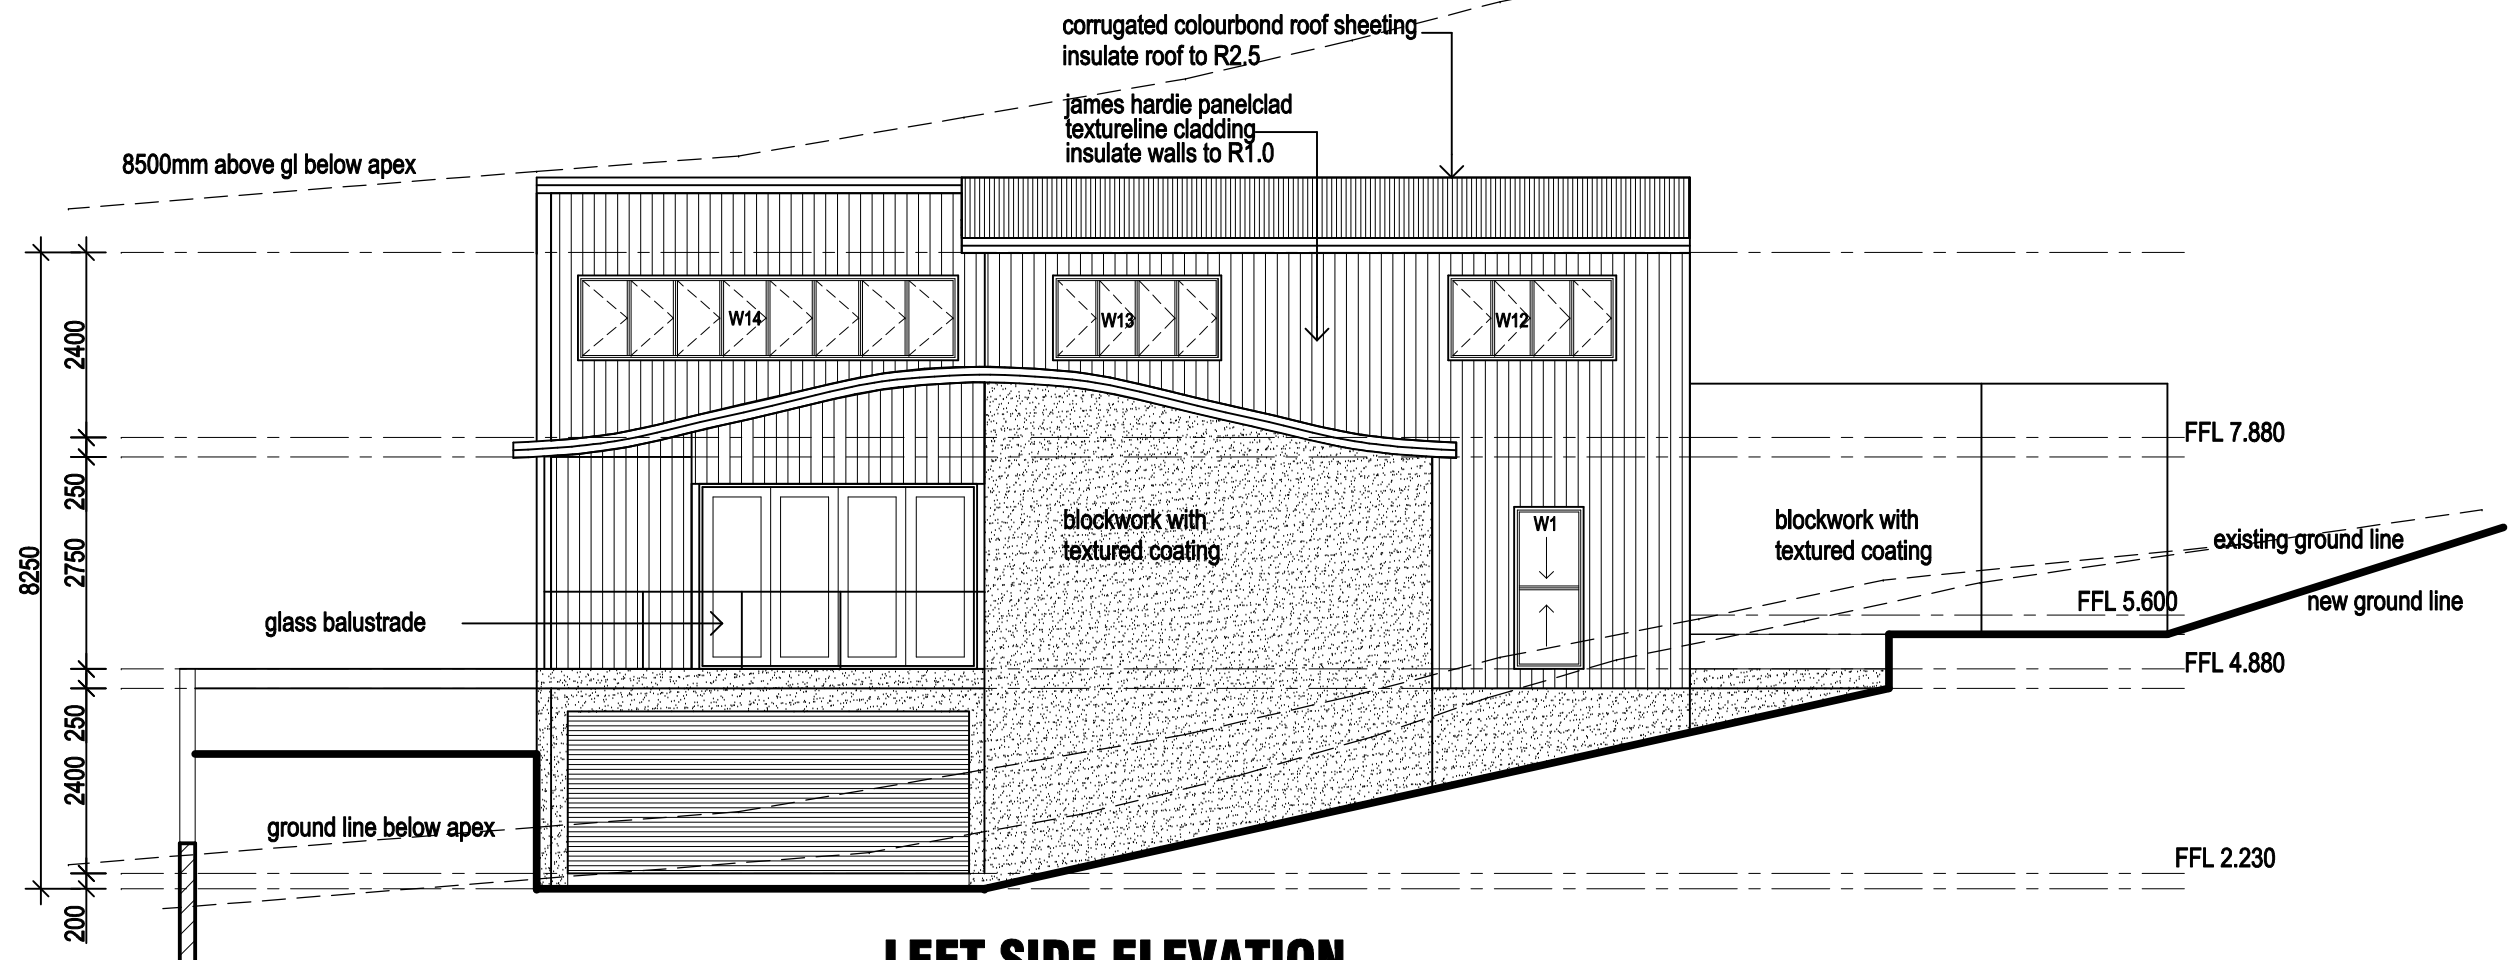 corrugated colourbond roof sheeting
insulate roof to R2.5
james hardie panelclad
textureline cladding
insulate walls to R1.0
8500mm above gl below apex
W14
W13
W12
2400
FFL 7.880
250
blockwork with
textured coating
W1
blockwork with
textured coating
existing ground line
2750
8250
glass balustrade
FFL 5.600
new ground line
FFL 4.880
250
2400
ground line below apex
FFL 2.230
200
LEFT SIDE ELEVATION